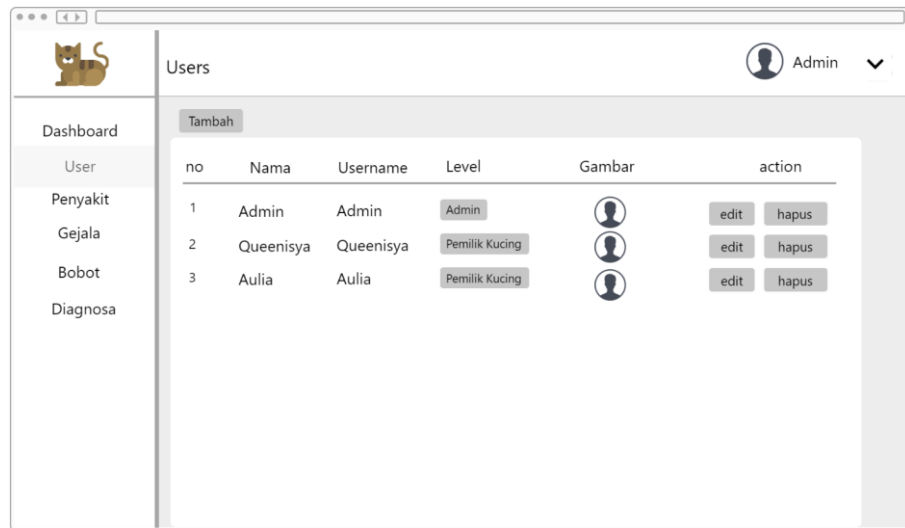 Users
Admin
Dashboard
User
Penyakit
Gejala
Bobot
Diagnosa
Tambah
no Nama Username Level Gambar action
1 Admin Admin Admin edit hapus
2 Queenisya Queenisya Pemilik Kucing edit hapus
3 Aulia Aulia Pemilik Kucing edit hapus